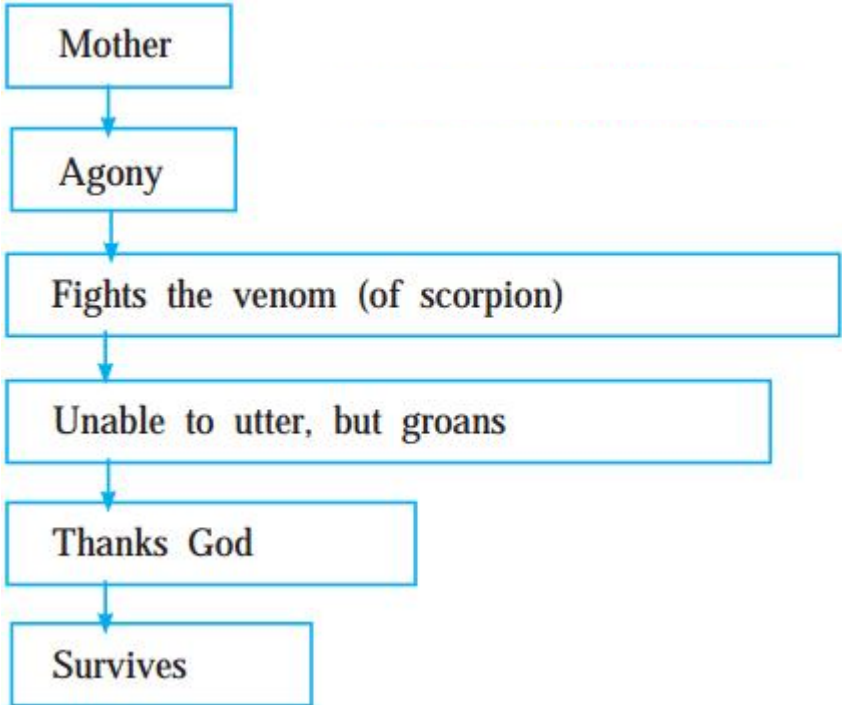 Mother
Agony
Fights the venom (of scorpion)
Unable to utter, but groans
Thanks God
Survives